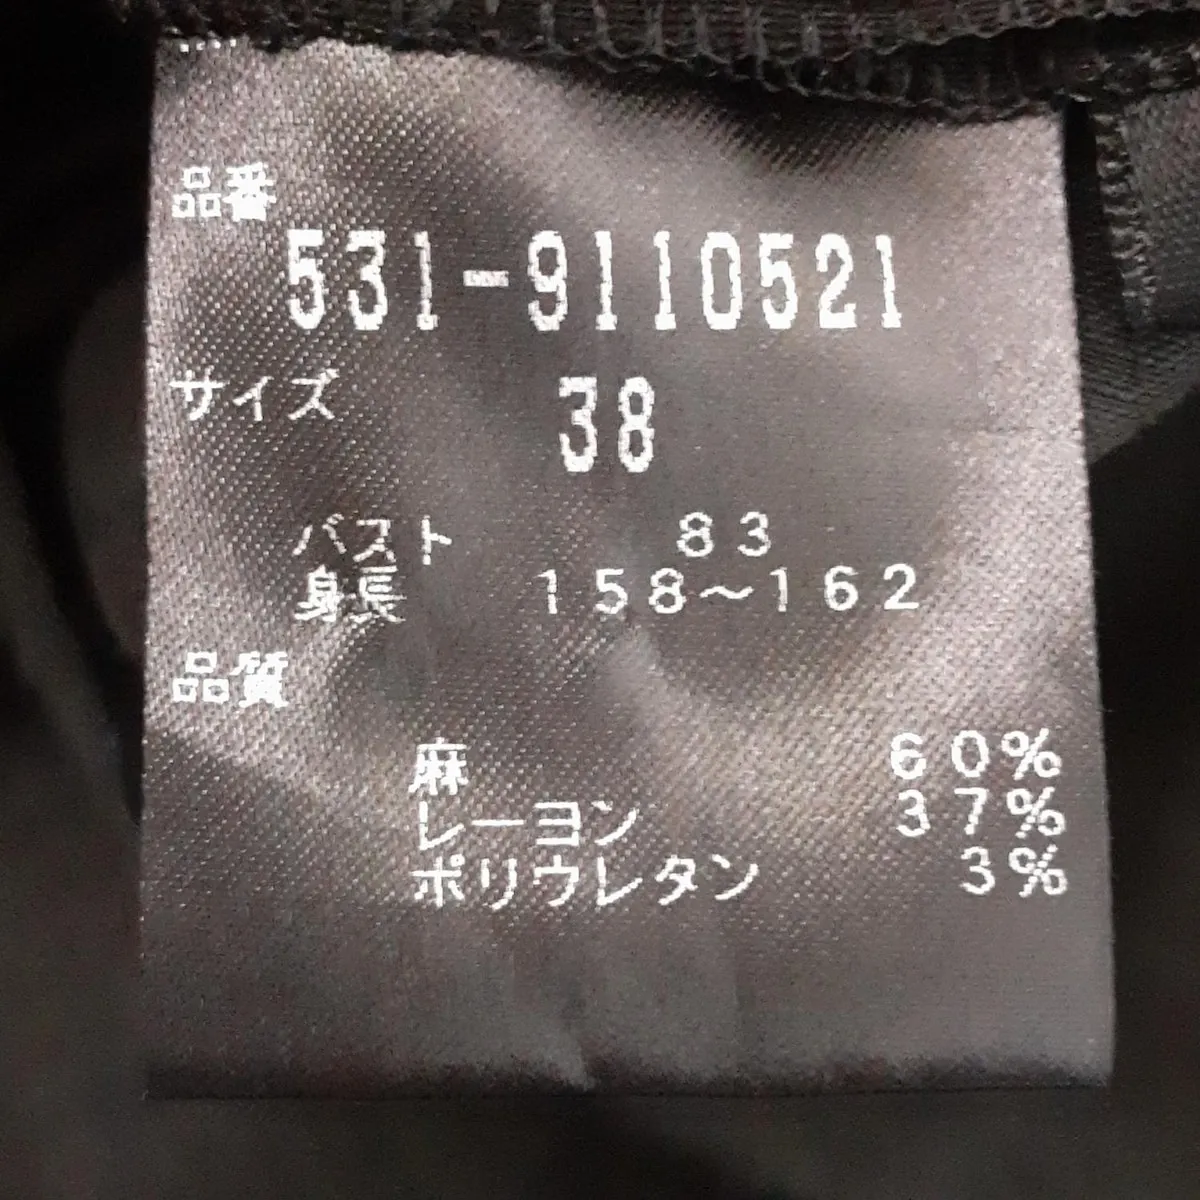 品番
531-9110521
サイズ 38
バスト 83
身長 158～162
品質
麻 60%
レーヨン 37%
ポリウレタン 3%